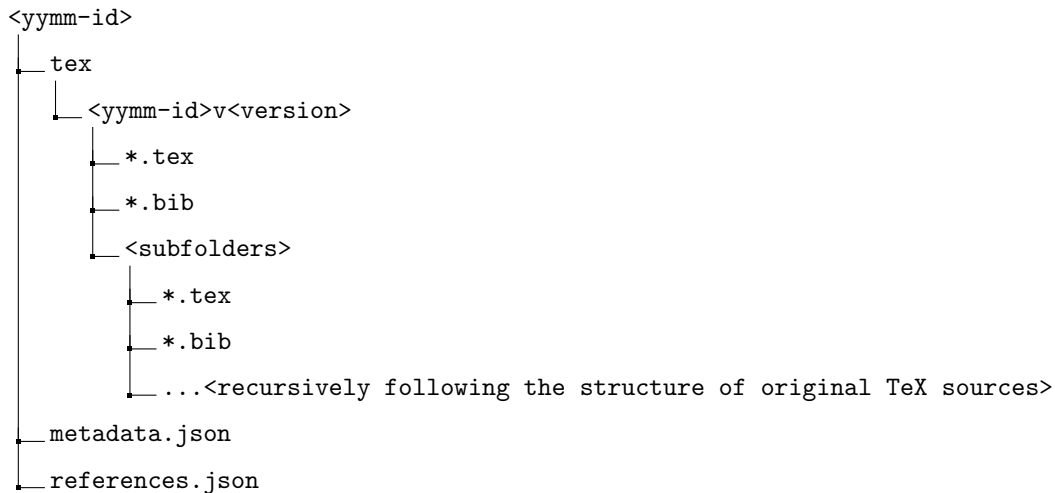 <yymm-id>
tex
<yymm-id>v<version>
*.tex
*.bib
<subfolders>
*.tex
*.bib
...<recursively following the structure of original TeX sources>
metadata.json
references.json